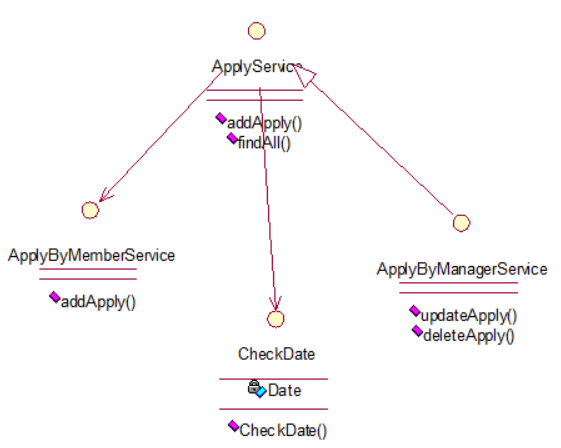 ApplyService
addApply()
findAll()
ApplyByMemberService
addApply()
ApplyByManagerService
updateApply()
deleteApply()
CheckDate
Date
CheckDate()